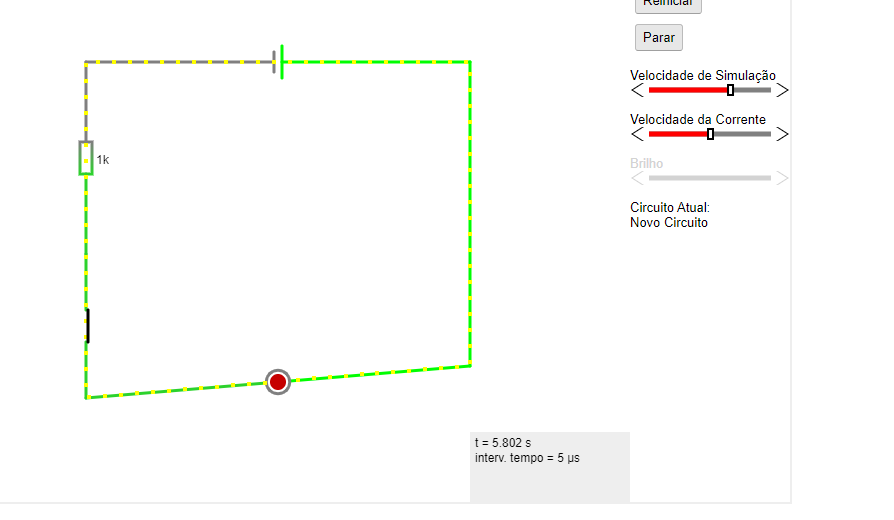 Reiniciar
Parar
Velocidade de Simulação
Velocidade da Corrente
1k
Brilho
Circuito Atual:
Novo Circuito
t = 5.802 s
interv. tempo = 5 µs